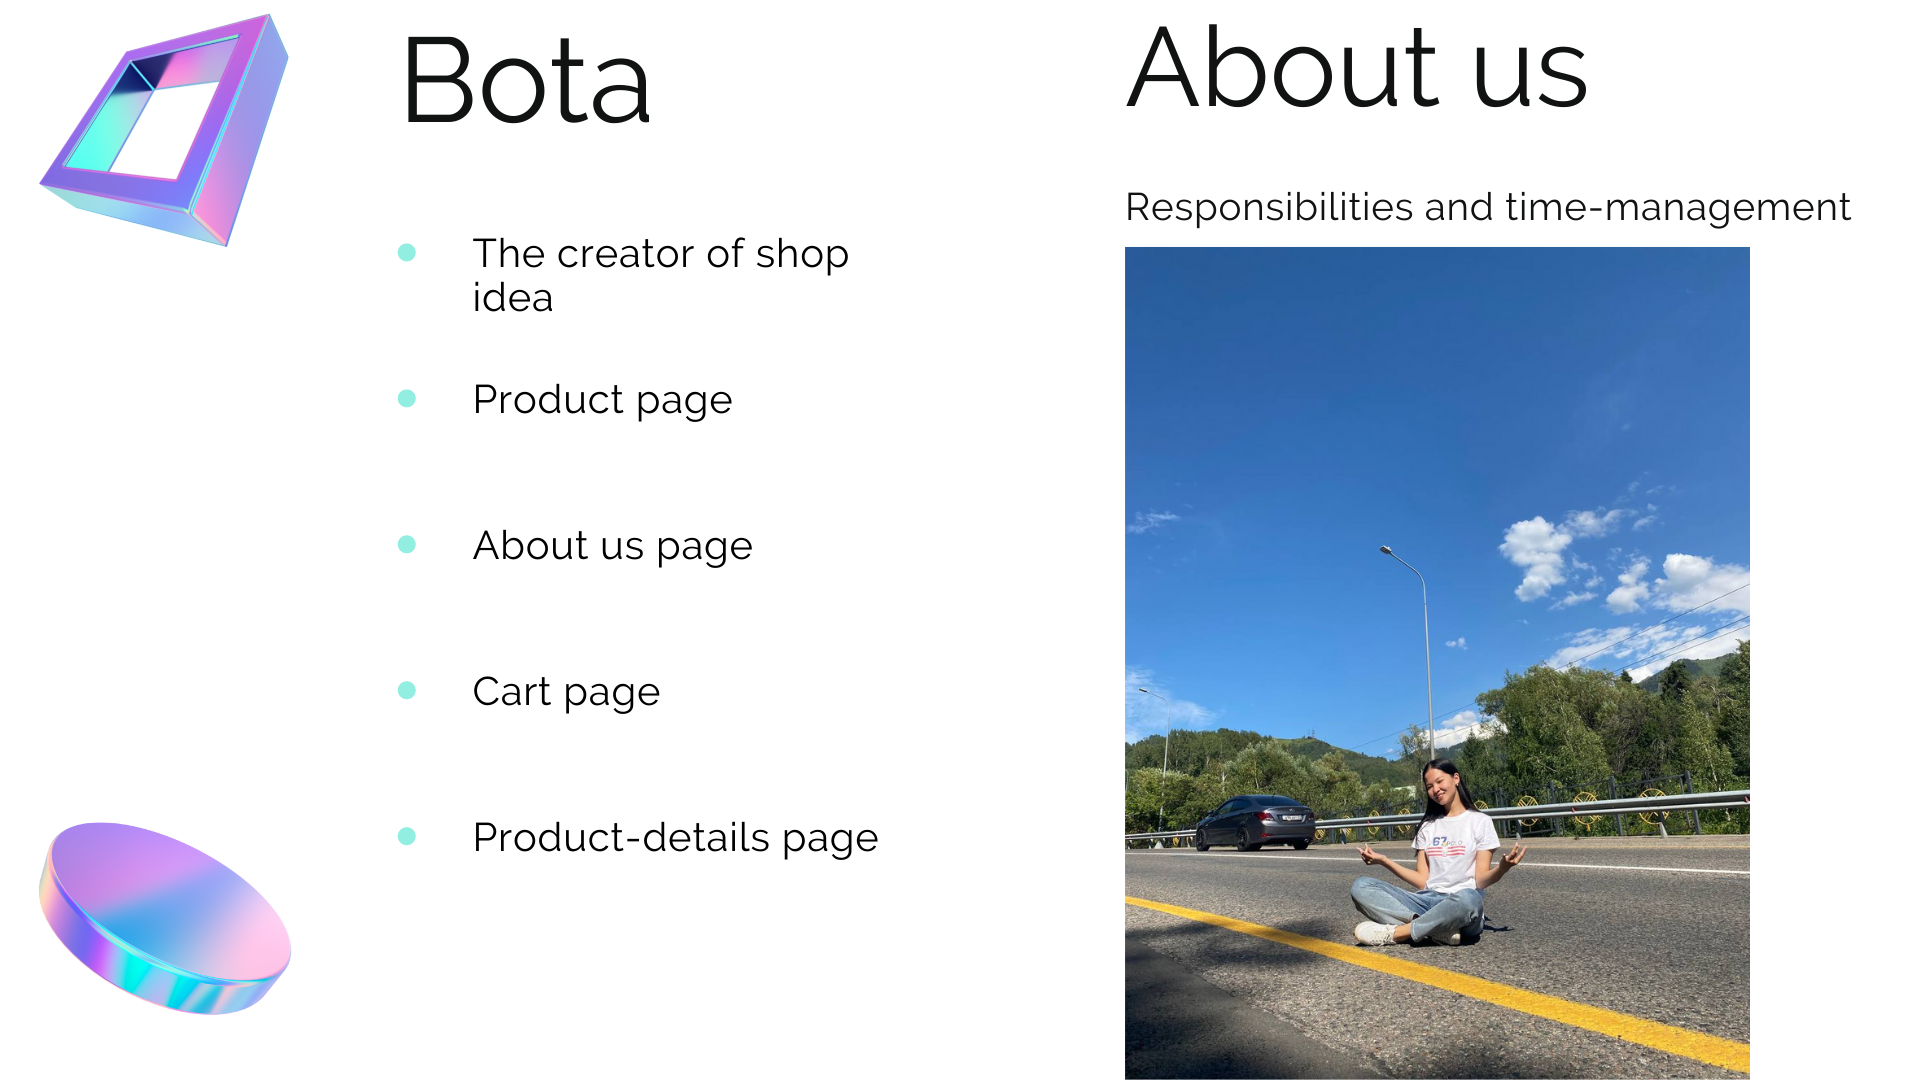 Bota
The creator of shop
idea
Product page
About us page
Cart page
Product-details page
About us
Responsibilities and time-management
67